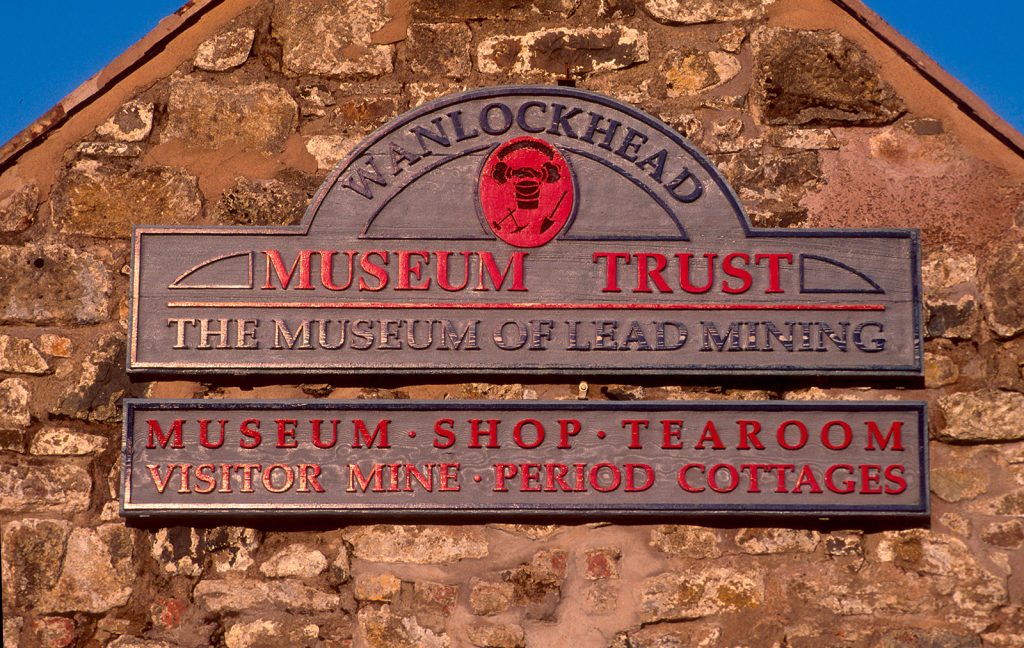 WANLOCKHEAD
MUSEUM TRUST
THE MUSEUM OF LEAD MINING
MUSEUM · SHOP · TEAROOM
VISITOR MINE · PERIOD COTTAGES